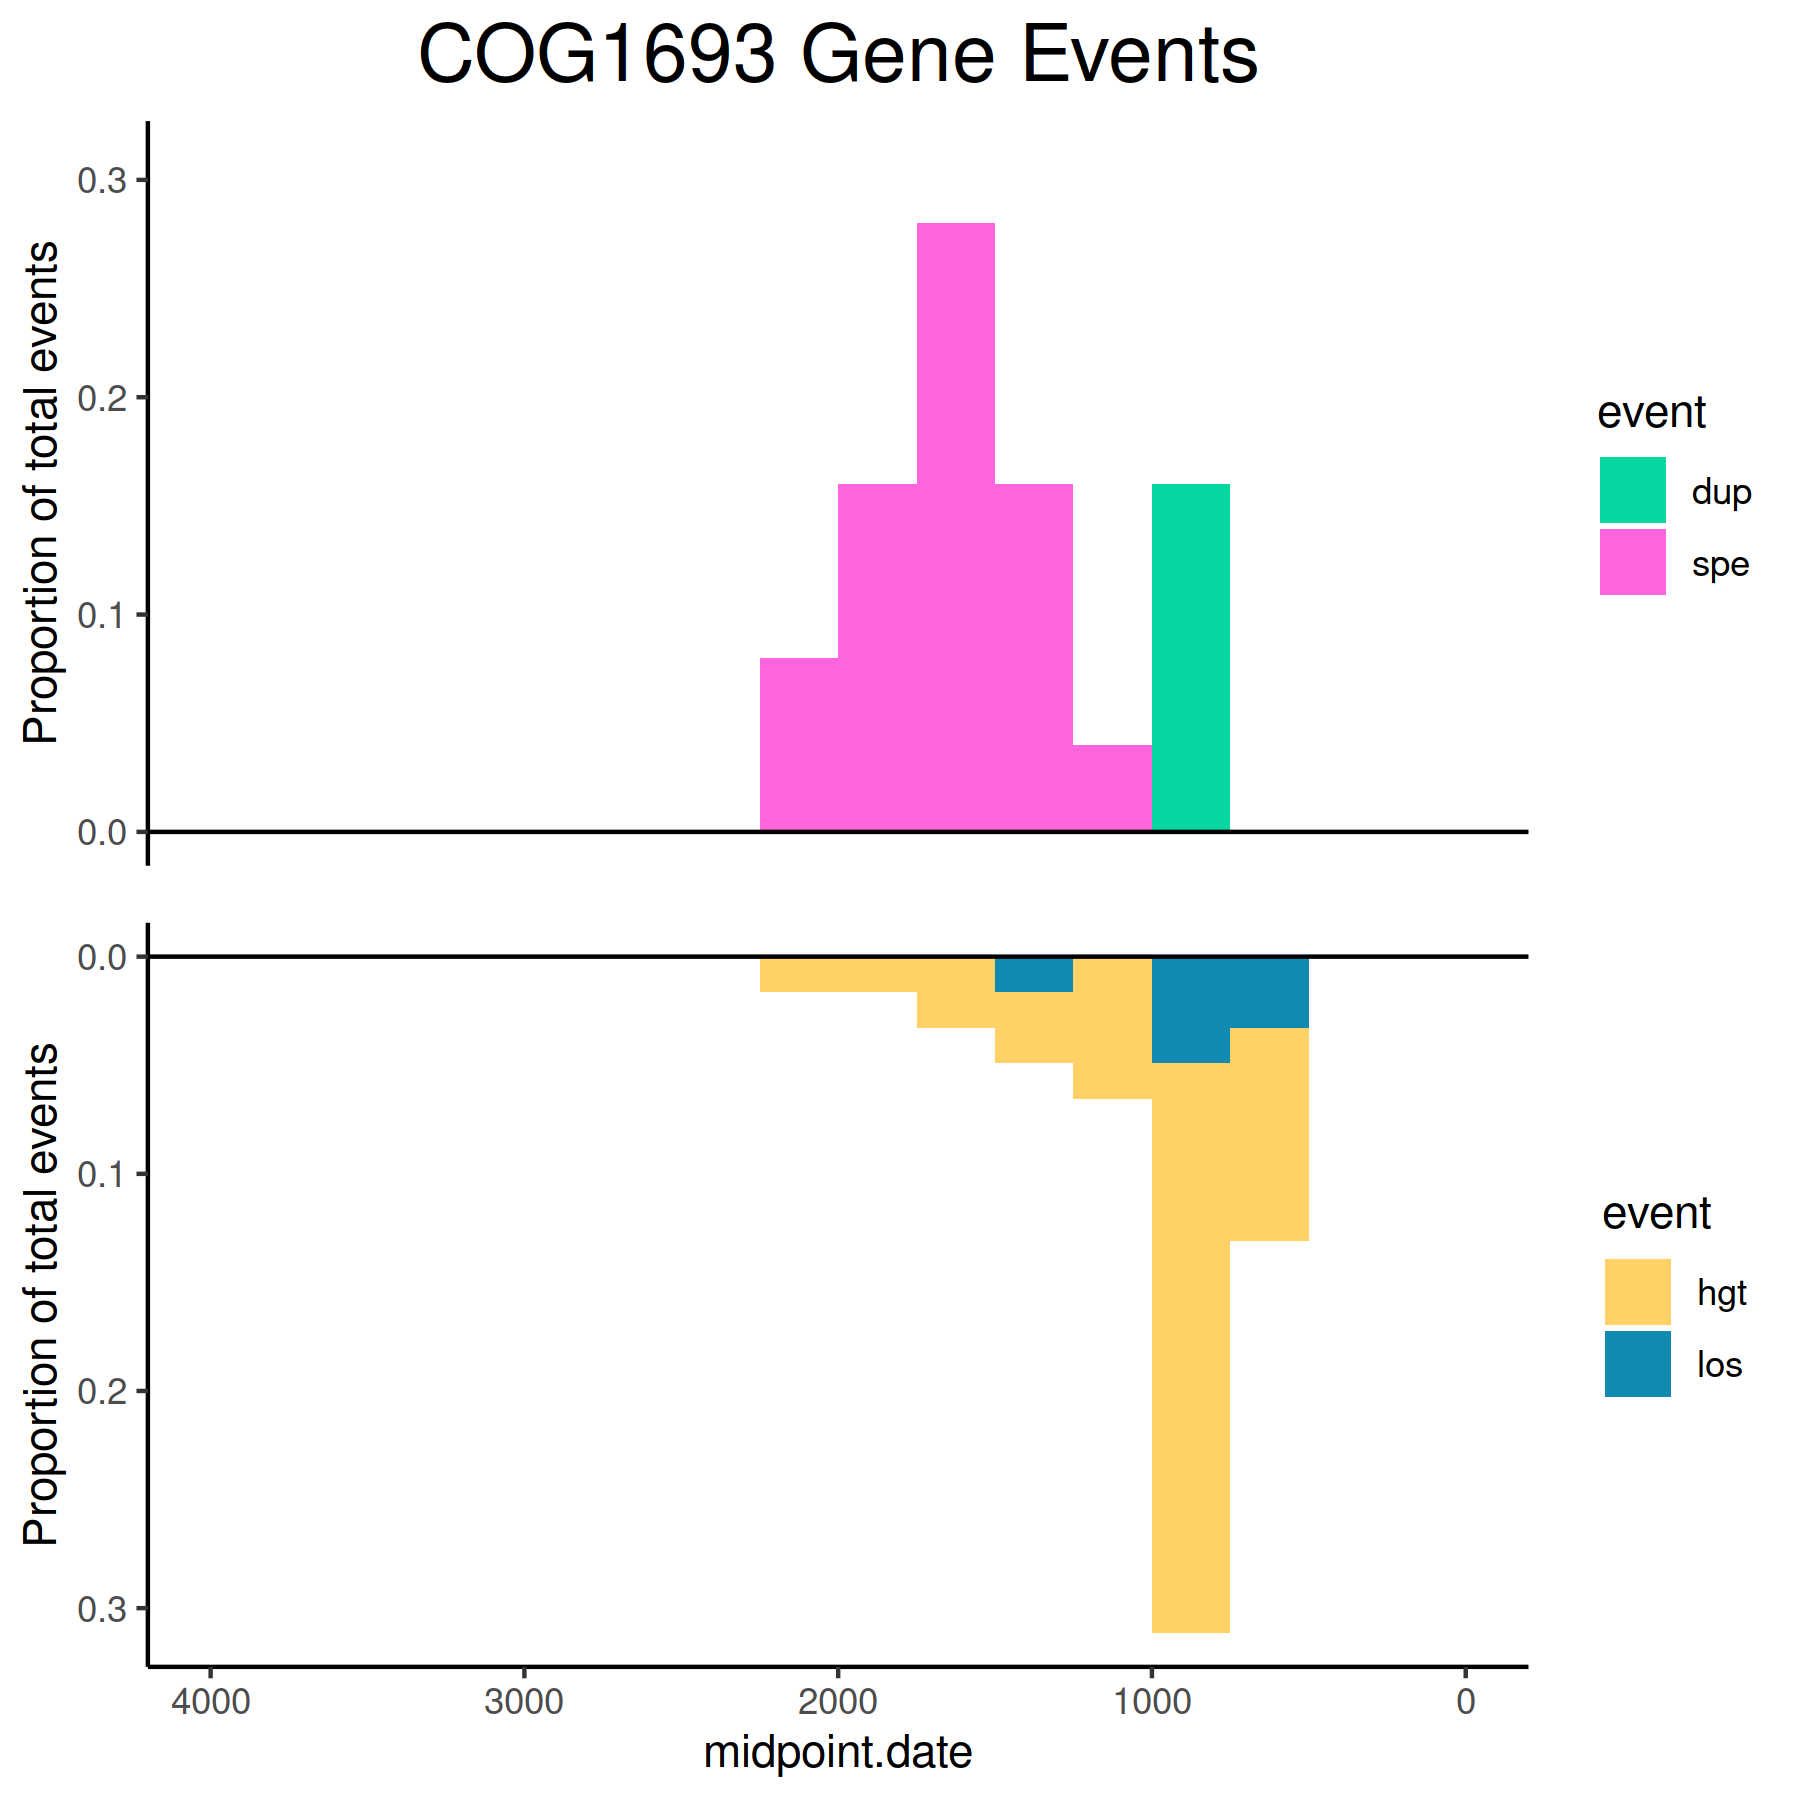 COG1693 Gene Events
Proportion of total events
0.3
0.2
0.1
0.0
event
dup
spe
Proportion of total events
0.0
0.1
0.2
0.3
event
hgt
los
4000 3000 2000 1000 0
midpoint.date